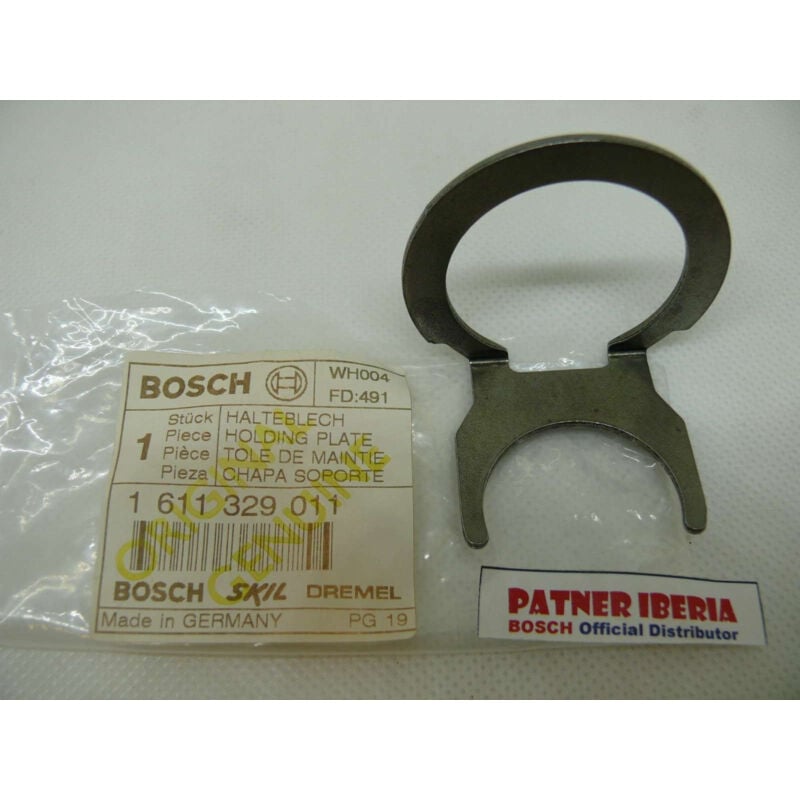 BOSCH
WH004
FD:491
1
Stück HALTEBLECH
Piece HOLDING PLATE
Pièce TOLE DE MAINTIE
Pieza CHAPA SOPORTE
1 611 329 011
ORIGINAL
GENUINE
BOSCH SKIL DREMEL
Made in GERMANY PG 19
PATNER IBERIA
BOSCH Official Distributor